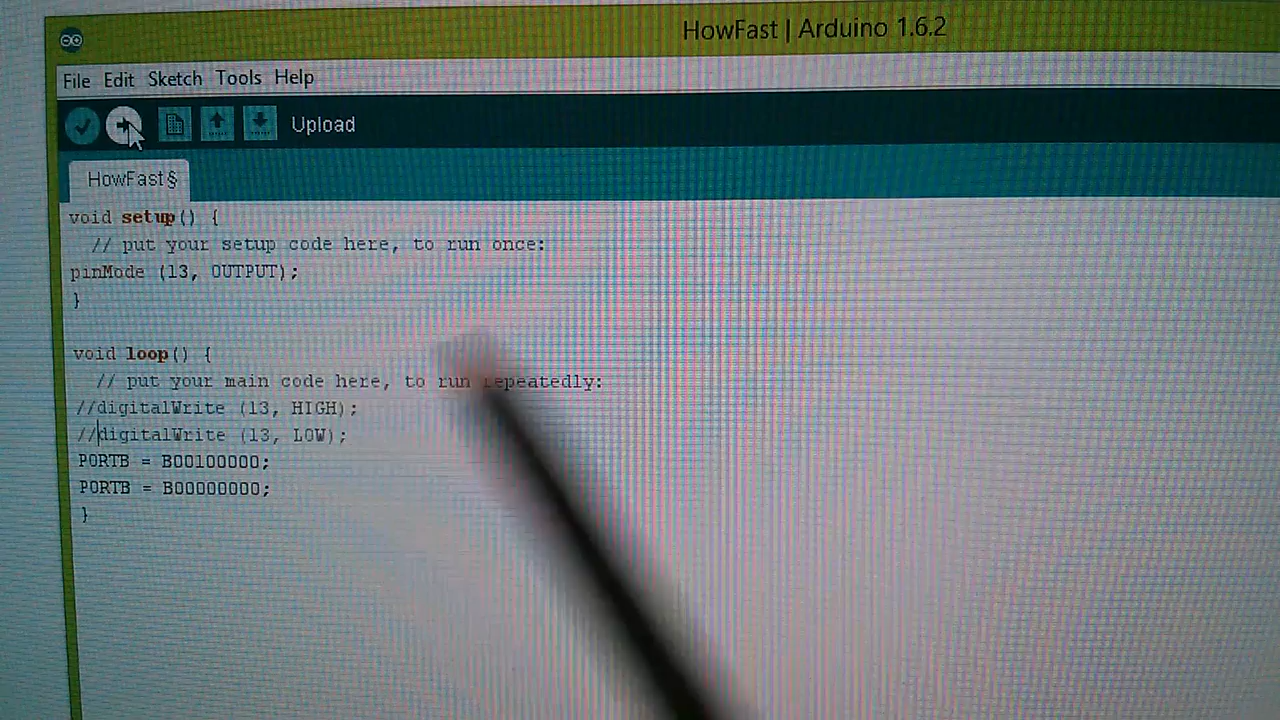 HowFast | Arduino 1.6.2
File Edit Sketch Tools Help
Upload
HowFast§
void setup() {
// put your setup code here, to run once:
pinMode (13, OUTPUT);
}
void loop() {
// put your main code here, to run repeatedly:
//digitalWrite (13, HIGH);
//digitalWrite (13, LOW);
PORTB = B00100000;
PORTB = B00000000;
}